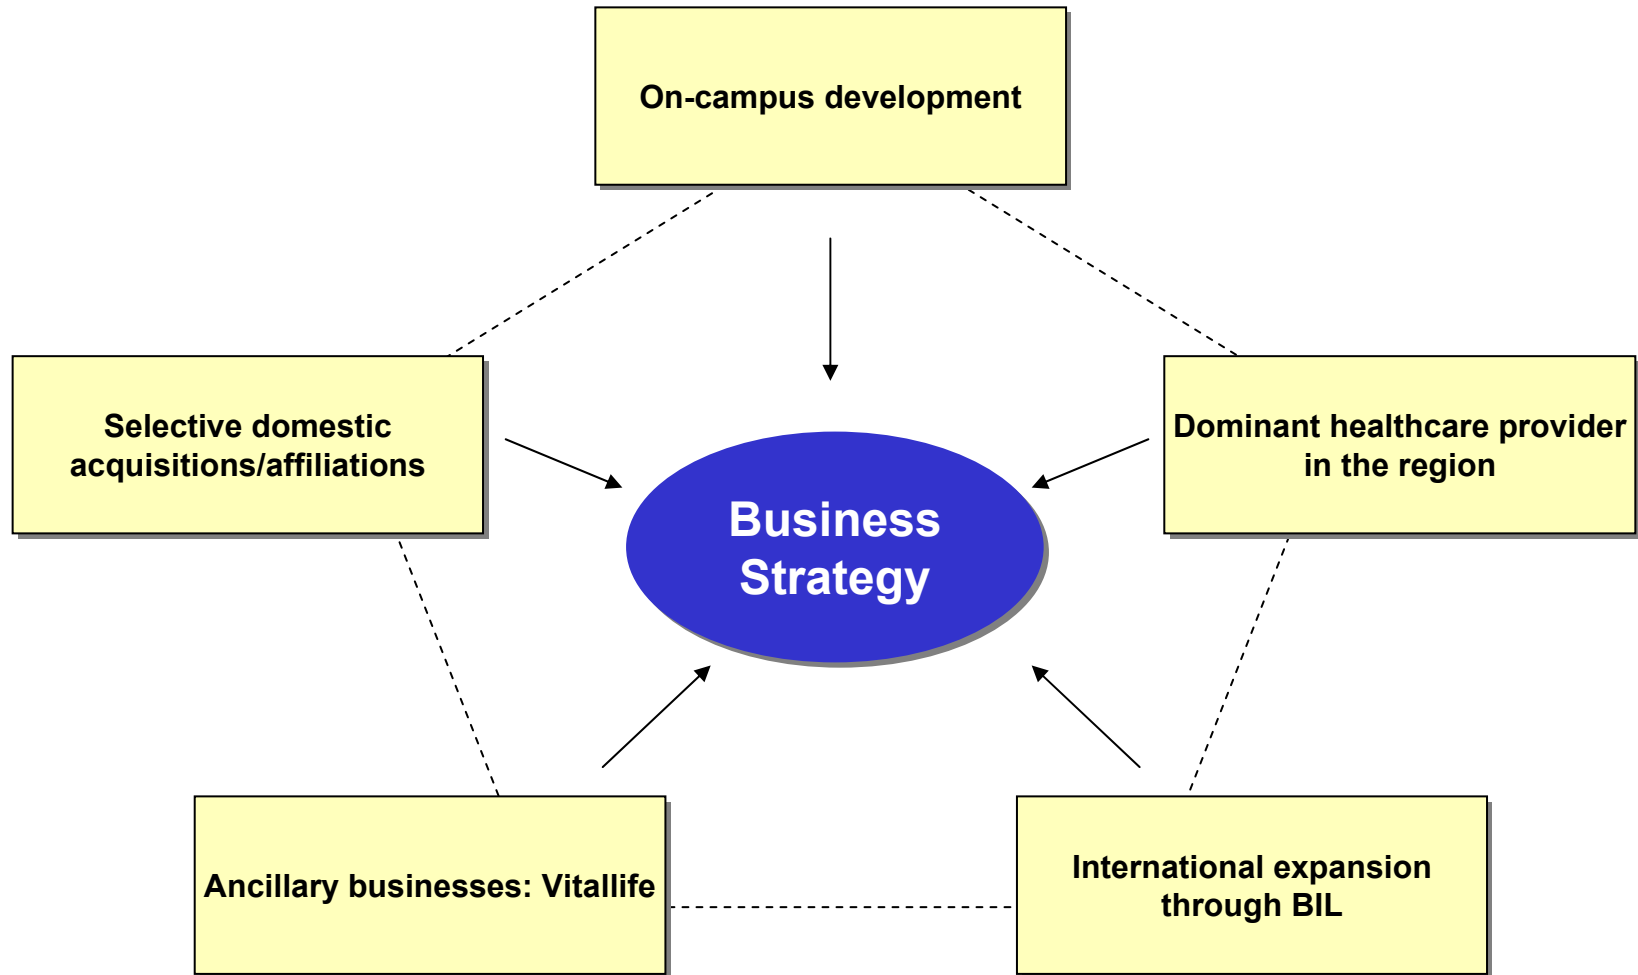 On-campus development
Selective domestic
acquisitions/affiliations
Dominant healthcare provider
in the region
Business
Strategy
Ancillary businesses: Vitallife
International expansion
through BIL